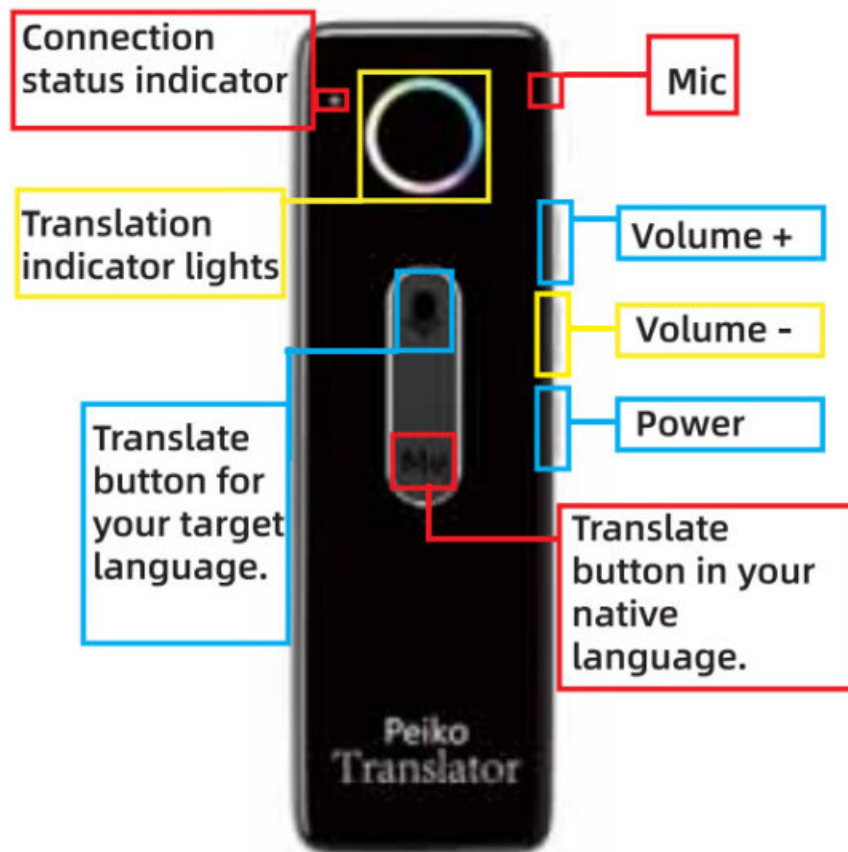 Connection
status indicator
Mic
Translation
indicator lights
Volume +
Volume -
Power
Translate
button for
your target
language.
Me
Translate
button in your
native
language.
Peiko
Translator